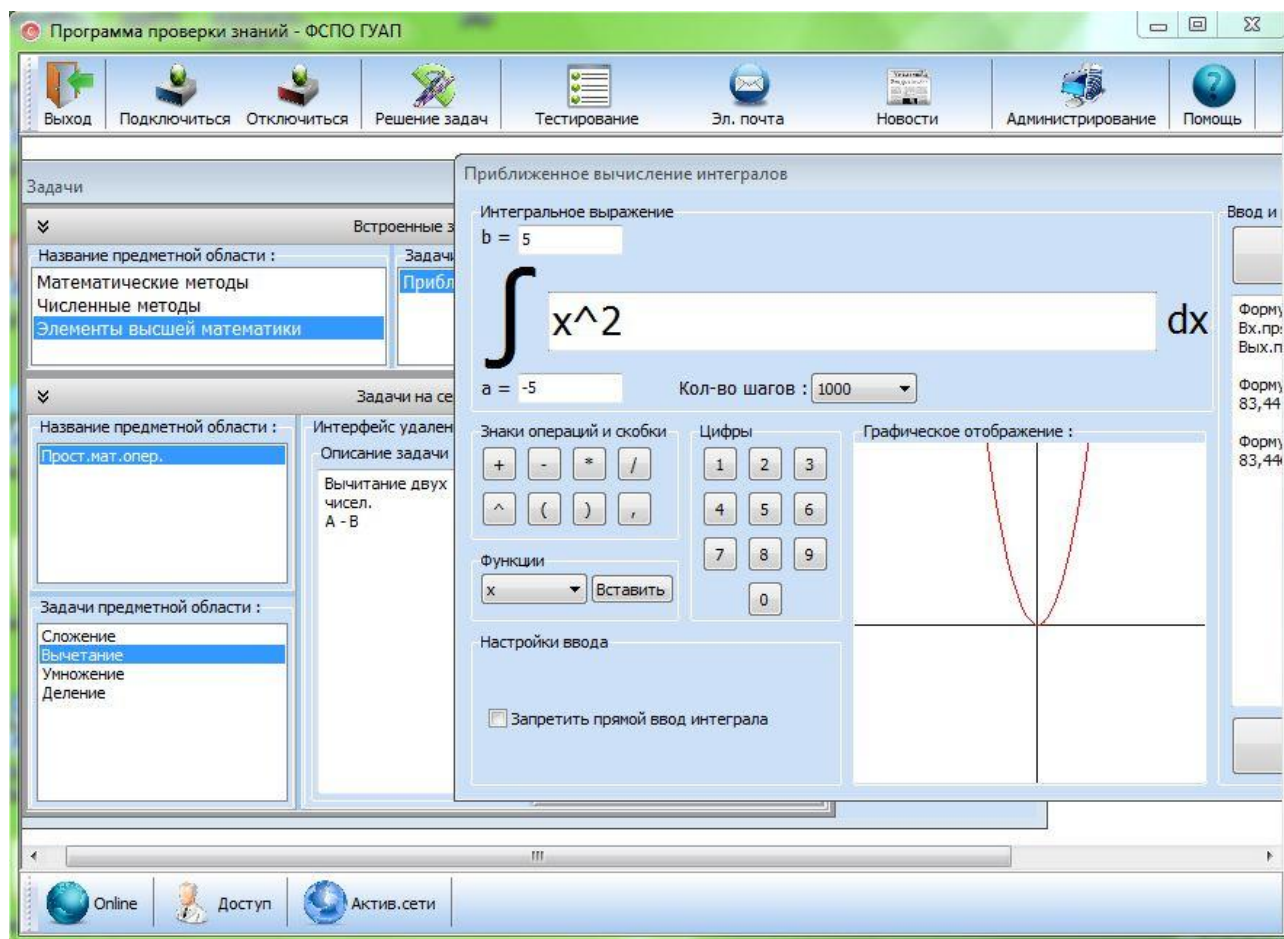 Программа проверки знаний - ФСПО ГУАП
Выход Подключиться Отключиться Решение задач Тестирование Эл. почта Новости Администрирование Помощь
Задачи
Встроенные з
Название предметной области :
Математические методы
Численные методы
Элементы высшей математики
Задачи
Прибл
Задачи на се
Название предметной области :
Прост.мат.опер.
Задачи предметной области :
Сложение
Вычетание
Умножение
Деление
Интерфейс удален
Описание задачи
Вычитание двух
чисел.
A - B
Приближенное вычисление интегралов
Интегральное выражение
b = 5
∫ x^2 dx
a = -5 Кол-во шагов : 1000
Знаки операций и скобки
+ - * /
^ ( ) ,
Функции
x Вставить
Цифры
1 2 3
4 5 6
7 8 9
0
Настройки ввода
Запретить прямой ввод интеграла
Графическое отображение :
Ввод и
Форму
Вх.пр
Вых.п
Форму
83,44
Форму
83,44
Online Доступ Актив.сети